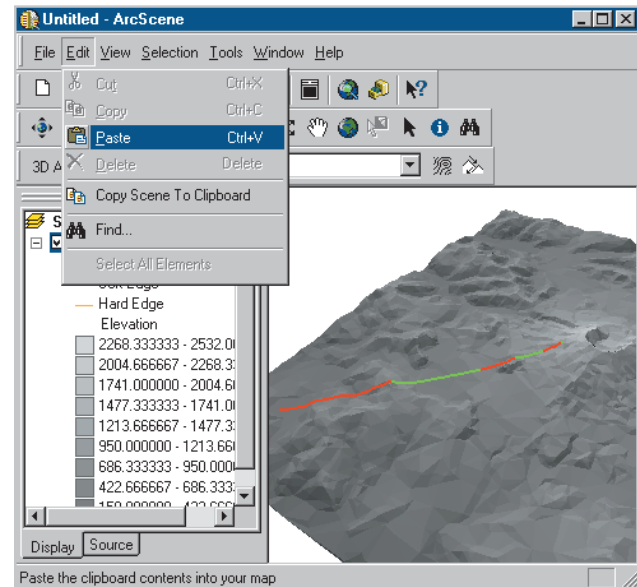 Untitled - ArcScene
File Edit View Selection Tools Window Help
Cut Ctrl+X
Copy Ctrl+C
Paste Ctrl+V
Delete Delete
Copy Scene To Clipboard
Find...
Select All Elements
3D A
S
Hard Edge
Elevation
2268.333333 - 2532.0
2004.666667 - 2268.3
1741.000000 - 2004.6
1477.333333 - 1741.0
1213.666667 - 1477.3
950.000000 - 1213.66
686.333333 - 950.000
422.666667 - 686.333
Display Source
Paste the clipboard contents into your map